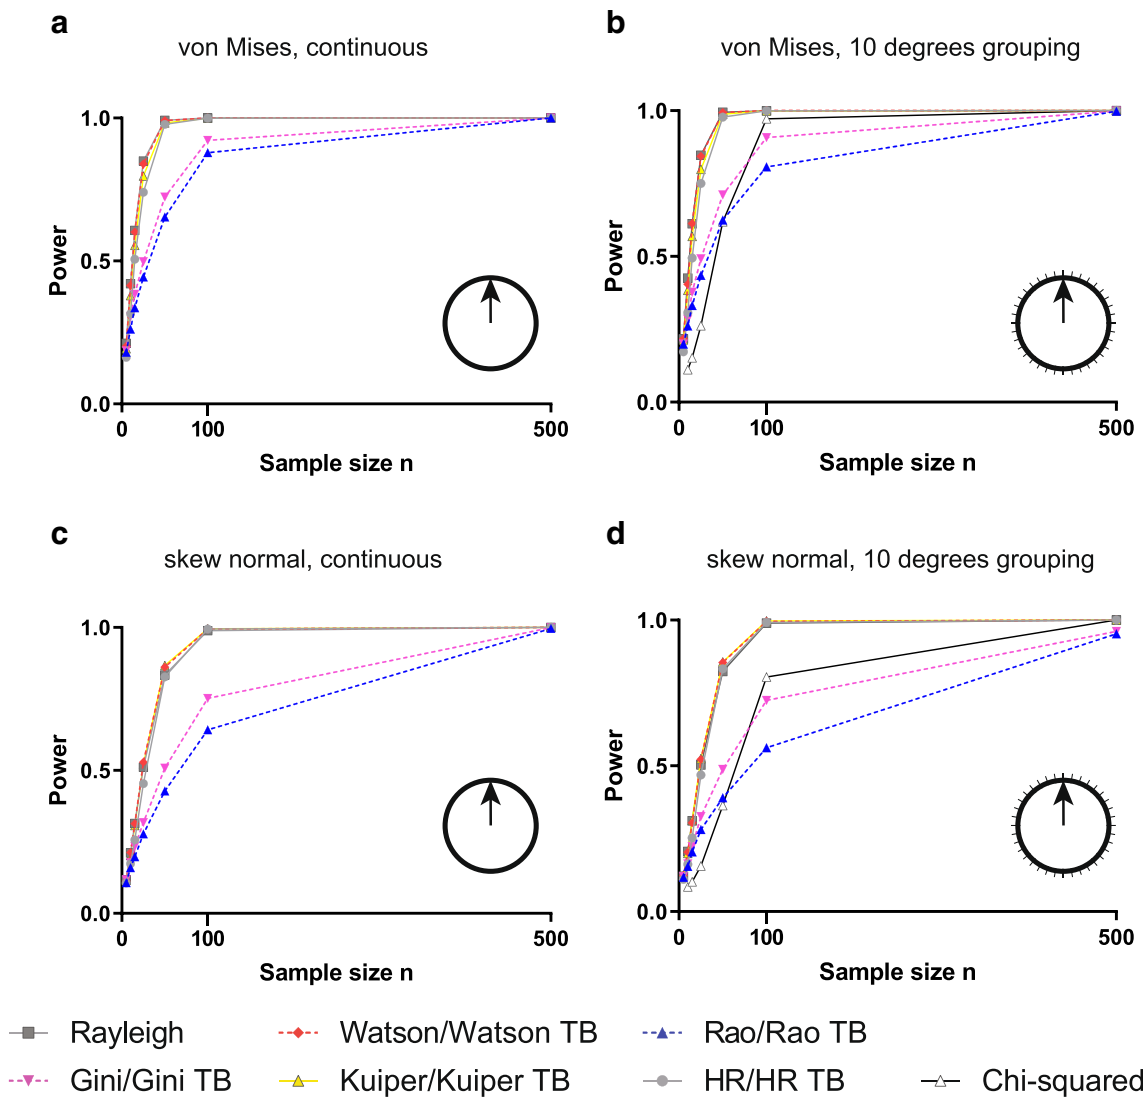 a
von Mises, continuous
1.0
0.5
0.0
Power
0 100 500
Sample size n
b
von Mises, 10 degrees grouping
1.0
0.5
0.0
Power
0 100 500
Sample size n
c
skew normal, continuous
1.0
0.5
0.0
Power
0 100 500
Sample size n
d
skew normal, 10 degrees grouping
1.0
0.5
0.0
Power
0 100 500
Sample size n
Rayleigh Watson/Watson TB Rao/Rao TB
Gini/Gini TB Kuiper/Kuiper TB HR/HR TB Chi-squared